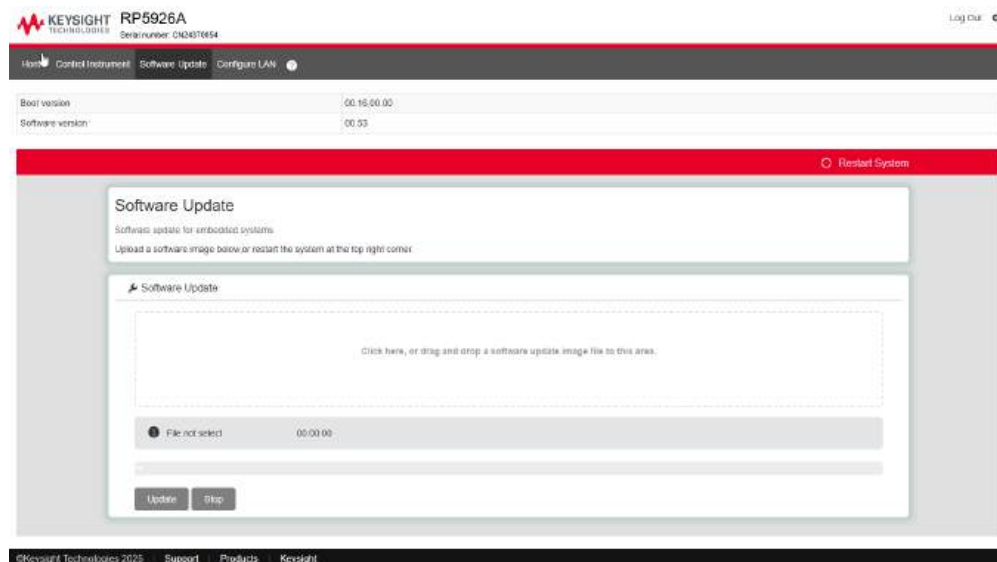 KEYSIGHT
TECHNOLOGIES
RP5926A
Serial number: CN24370654
Log Out
Home Control Instrument Software Update Configure LAN
Boot version 00.16.00.00
Software version 00.53
Restart System
Software Update
Software update for embedded systems
Upload a software image below or restart the system at the top right corner.
Software Update
Click here, or drag and drop a software update image file to this area.
File not select 00:00:00
Update Stop
©Keysight Technologies 2025 Support Products Keysight